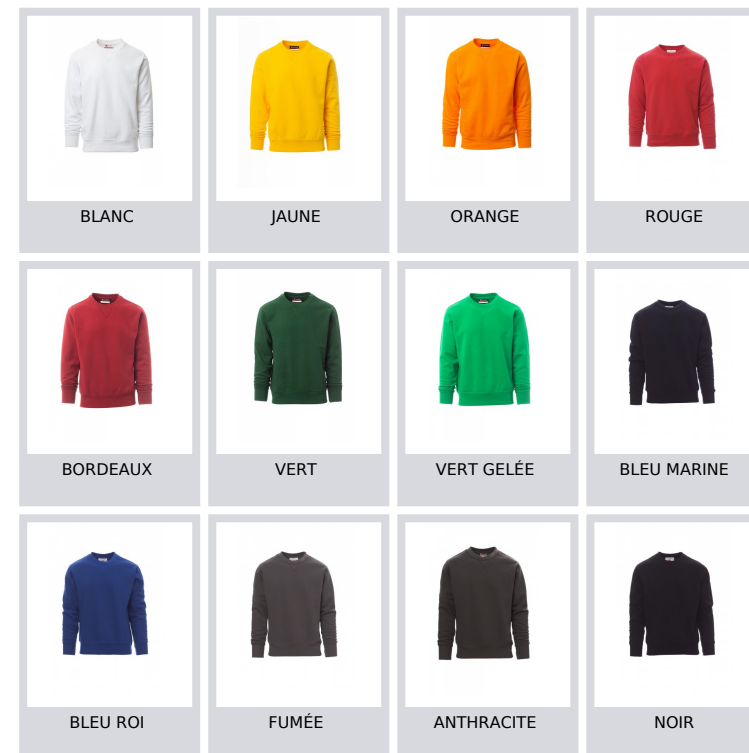 BLANC
JAUNE
ORANGE
ROUGE
BORDEAUX
VERT
VERT GELÉE
BLEU MARINE
BLEU ROI
FUMÉE
ANTHRACITE
NOIR